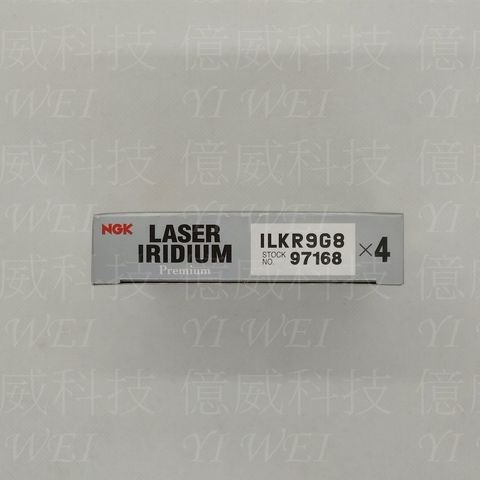 NGK
LASER
IRIDIUM
Premium
ILKR9G8
STOCK
NO. 97168
×4
億威科技
YI WEI